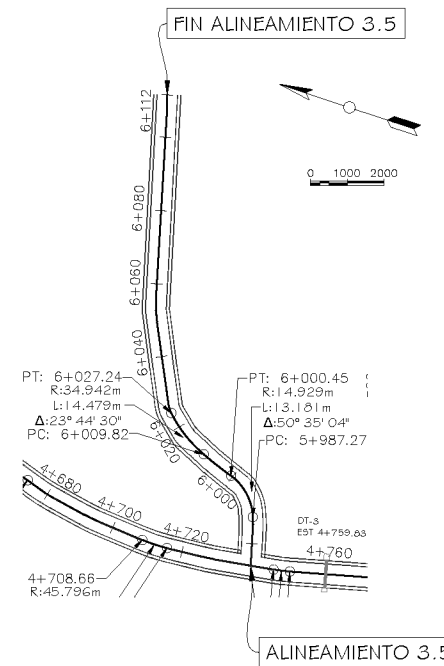 FIN ALINEAMIENTO 3.5
6+112
6+080
0 1000 2000
6+060
6+040
PT: 6+027.24
R:34.942m
L:14.479m
Δ:23° 44' 30"
PC: 6+009.82
6+020
6+000
PT: 6+000.45
R:14.929m
L:13.181m
Δ:50° 35' 04"
PC: 5+987.27
4+680
4+700
4+720
DT-3
EST 4+759.83
4+760
4+708.66
R:45.796m
ALINEAMIENTO 3.5